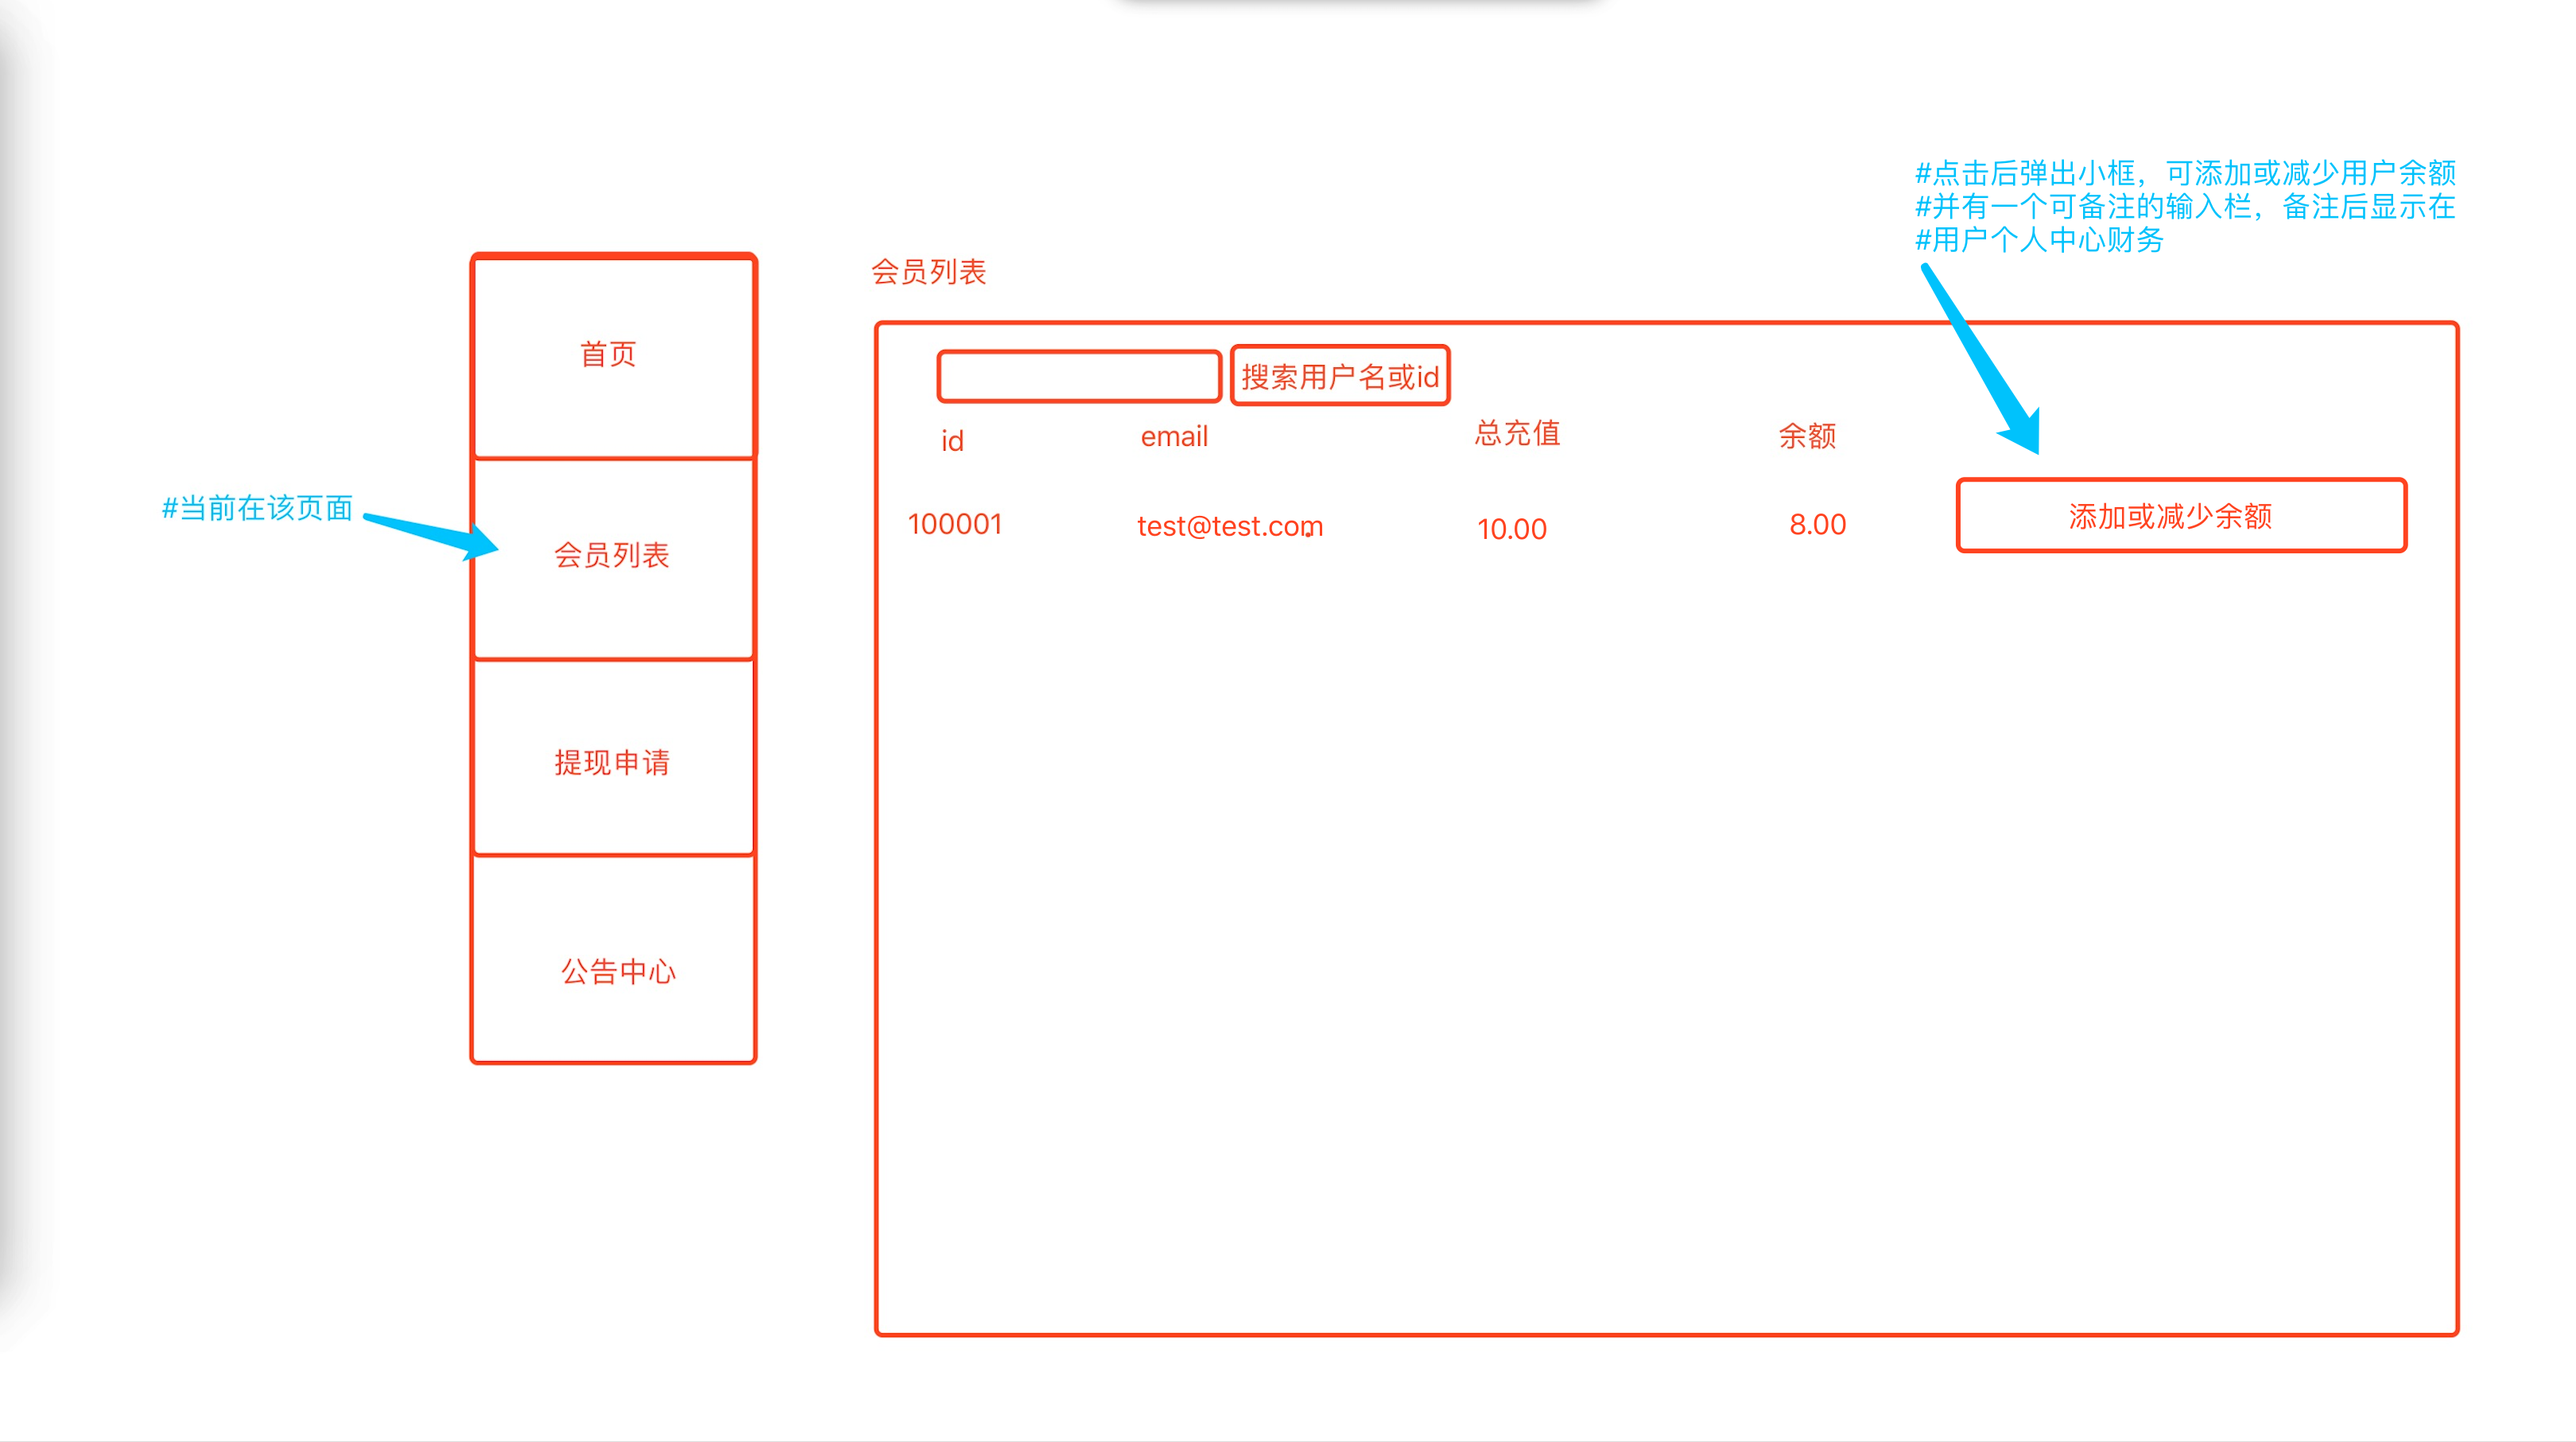 #点击后弹出小框，可添加或减少用户余额
#并有一个可备注的输入栏，备注后显示在
#用户个人中心财务
会员列表
首页
搜索用户名或id
id email 总充值 余额
#当前在该页面
会员列表
100001 test@test.com 10.00 8.00 添加或减少余额
提现申请
公告中心